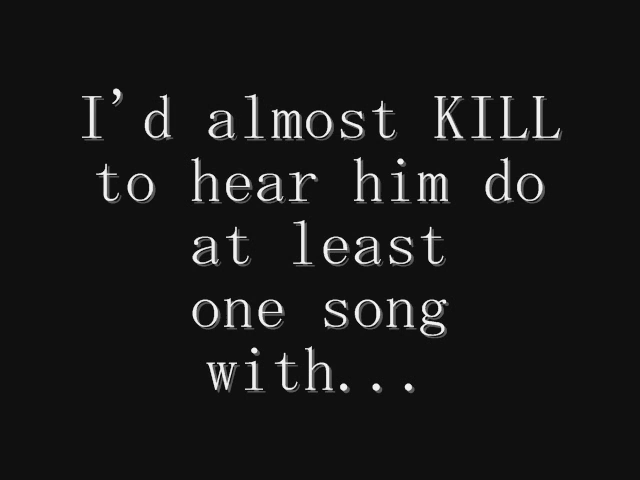 I'd almost KILL
to hear him do
at least
one song
with...